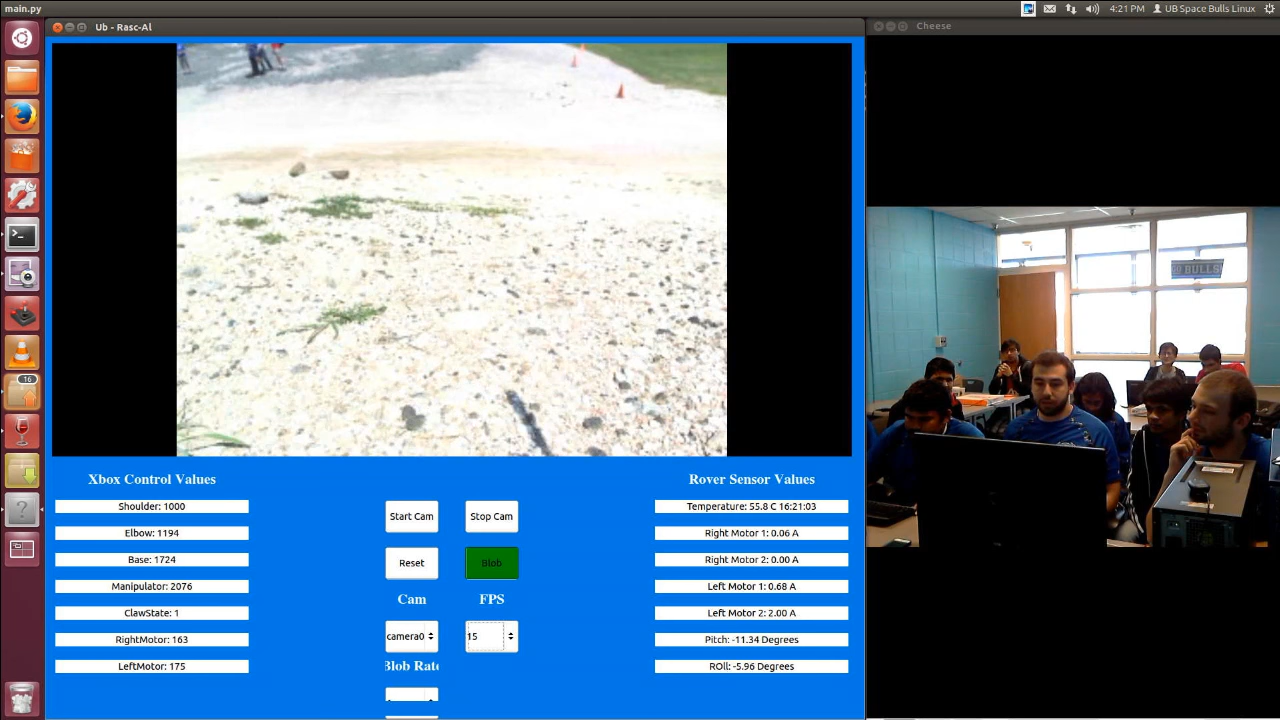 main.py
4:21 PM
UB Space Bulls Linux
Ub - Rasc-Al
Cheese
16
BULLS
Xbox Control Values
Shoulder: 1000
Elbow: 1194
Base: 1724
Manipulator: 2076
ClawState: 1
RightMotor: 163
LeftMotor: 175
Start Cam
Stop Cam
Reset
Blob
Cam
FPS
camera0
15
Blob Rate
Rover Sensor Values
Temperature: 55.8 C 16:21:03
Right Motor 1: 0.06 A
Right Motor 2: 0.00 A
Left Motor 1: 0.68 A
Left Motor 2: 2.00 A
Pitch: -11.34 Degrees
ROll: -5.96 Degrees